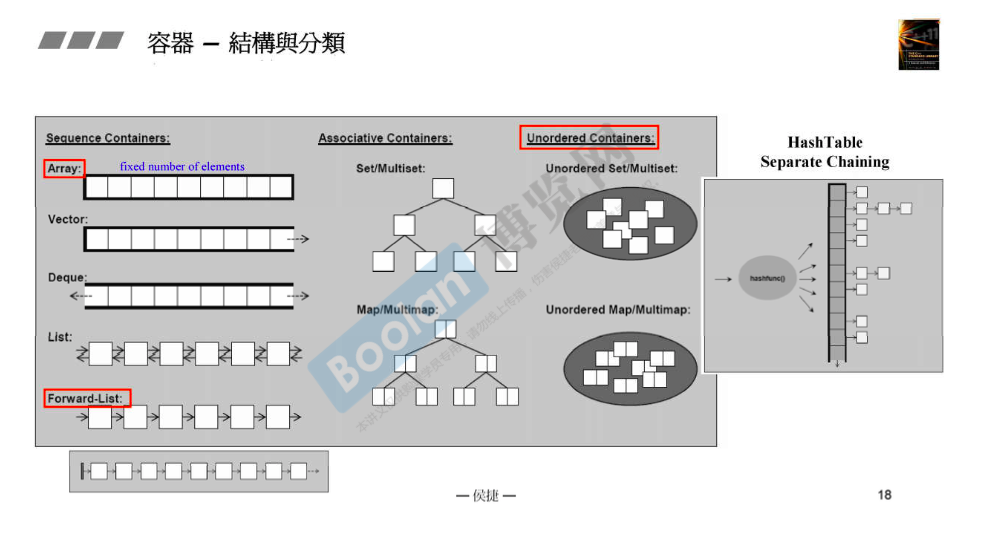 容器 – 結構與分類
C++11
Sequence Containers:
Array:
fixed number of elements
Vector:
Deque:
List:
Forward-List:
Associative Containers:
Set/Multiset:
Map/Multimap:
Unordered Containers:
Unordered Set/Multiset:
Unordered Map/Multimap:
HashTable
Separate Chaining
hashfunc()
Boolan 博览网
— 侯捷 —
18